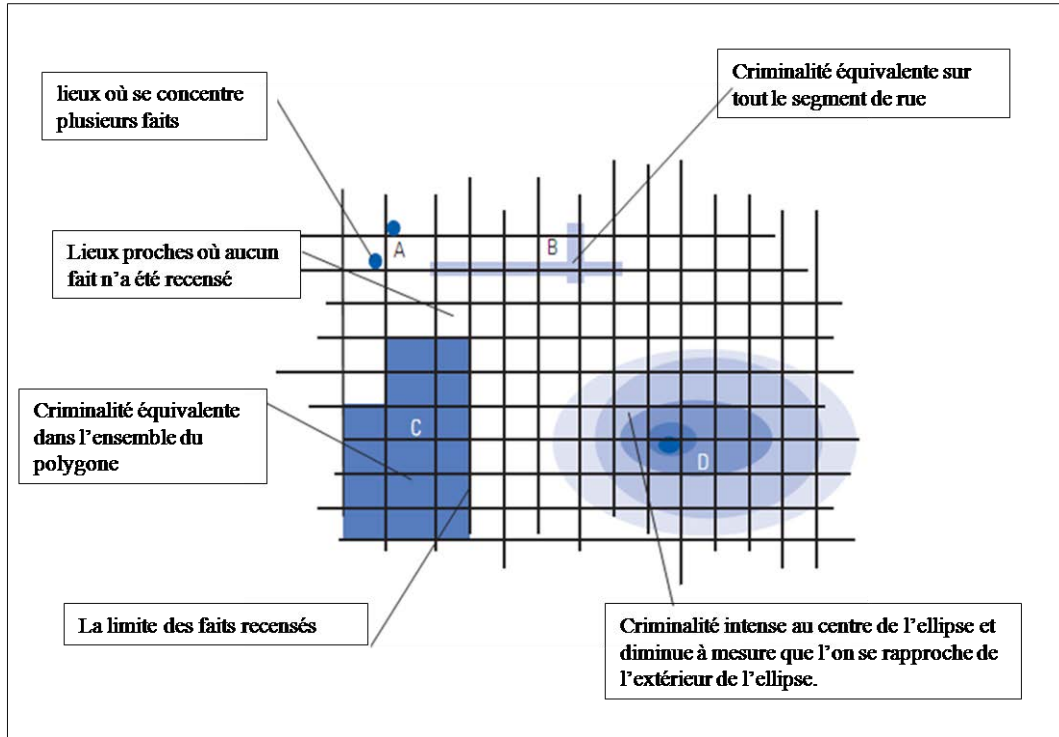 lieux où se concentre
plusieurs faits
Criminalité équivalente sur
tout le segment de rue
A
B
Lieux proches où aucun
fait n'a été recensé
Criminalité équivalente
dans l'ensemble du
polygone
C
D
La limite des faits recensés
Criminalité intense au centre de l'ellipse et
diminue à mesure que l'on se rapproche de
l'extérieur de l'ellipse.